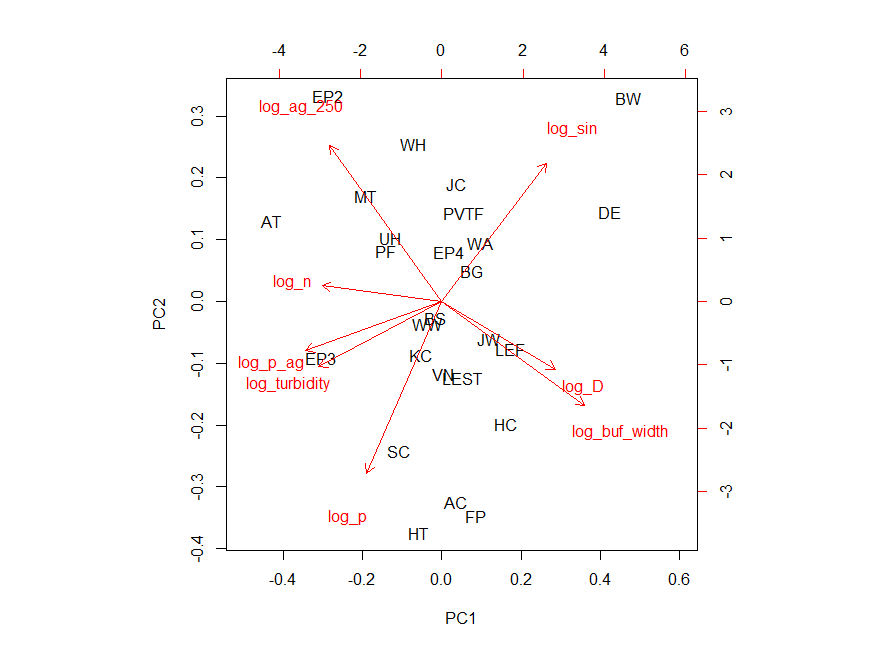 -4 -2 0 2 4 6
EP2
BW
log_ag_250
log_sin
WH
JC
MT
PVTF
DE
AT
UH
WA
PF
EP4
BG
log_n
BS
WW
JW
LEF
KC
EP3
log_p_ag
VN
LEST
log_turbidity
log_D
HC
log_buf_width
SC
AC
log_p
FP
HT
0.3
0.2
0.1
0.0
-0.1
-0.2
-0.3
-0.4
PC2
3
2
1
0
-1
-2
-3
-0.4 -0.2 0.0 0.2 0.4 0.6
PC1